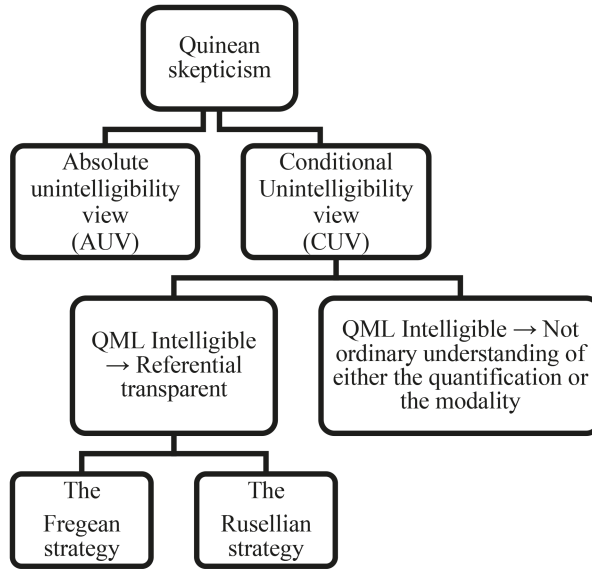 Quinean
skepticism
Absolute
unintelligibility
view
(AUV)
Conditional
Unintelligibility
view
(CUV)
QML Intelligible
→ Referential
transparent
QML Intelligible → Not
ordinary understanding of
either the quantification or
the modality
The
Fregean
strategy
The
Rusellian
strategy